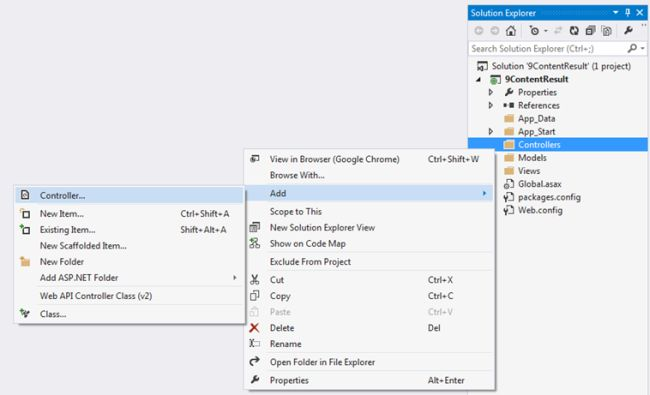 Solution Explorer
Search Solution Explorer (Ctrl+;)
Solution '9ContentResult' (1 project)
9ContentResult
Properties
References
App_Data
App_Start
Controllers
Models
Views
Global.asax
packages.config
Web.config
View in Browser (Google Chrome) Ctrl+Shift+W
Browse With...
Add
Scope to This
New Solution Explorer View
Show on Code Map
Exclude From Project
Cut Ctrl+X
Copy Ctrl+C
Paste Ctrl+V
Delete Del
Rename
Open Folder in File Explorer
Properties Alt+Enter
Controller...
New Item... Ctrl+Shift+A
Existing Item... Shift+Alt+A
New Scaffolded Item...
New Folder
Add ASP.NET Folder
Web API Controller Class (v2)
Class...